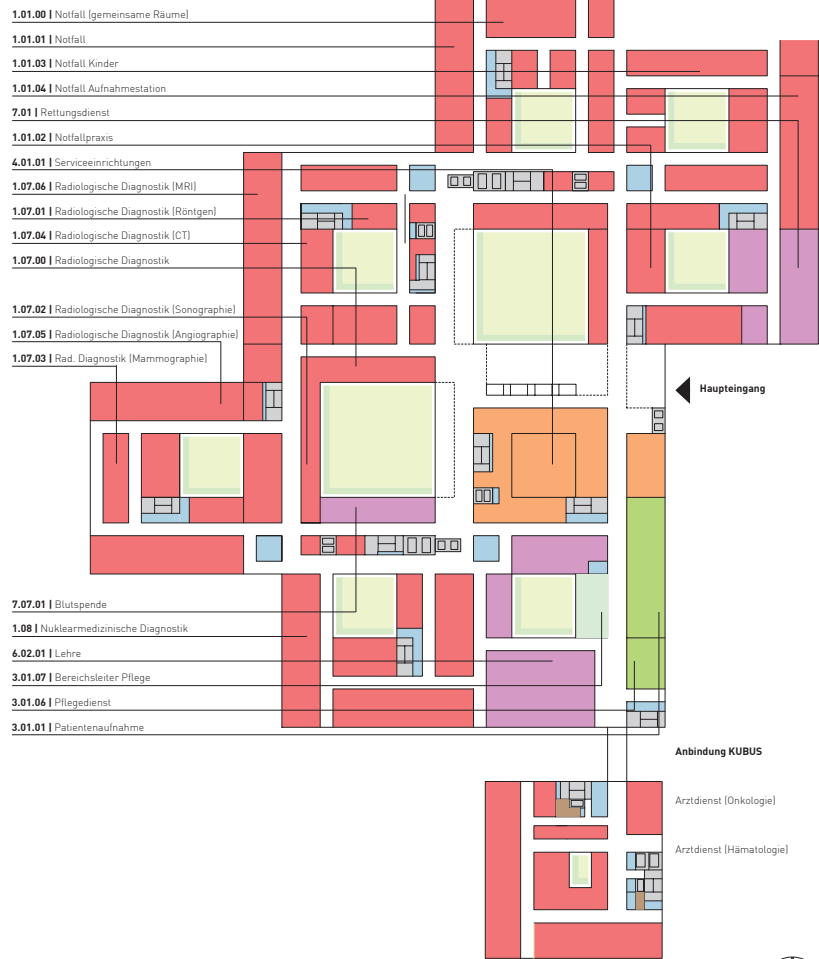 1.01.00 | Notfall (gemeinsame Räume)
1.01.01 | Notfall
1.01.03 | Notfall Kinder
1.01.04 | Notfall Aufnahmestation
7.01 | Rettungsdienst
1.01.02 | Notfallpraxis
4.01.01 | Serviceeinrichtungen
1.07.06 | Radiologische Diagnostik (MRI)
1.07.01 | Radiologische Diagnostik (Röntgen)
1.07.04 | Radiologische Diagnostik (CT)
1.07.00 | Radiologische Diagnostik
1.07.02 | Radiologische Diagnostik (Sonographie)
1.07.05 | Radiologische Diagnostik (Angiographie)
1.07.03 | Rad. Diagnostik (Mammographie)
Haupteingang
7.07.01 | Blutspende
1.08 | Nuklearmedizinische Diagnostik
6.02.01 | Lehre
3.01.07 | Bereichsleiter Pflege
3.01.06 | Pflegedienst
3.01.01 | Patientenaufnahme
Anbindung KUBUS
Arztdienst (Onkologie)
Arztdienst (Hämatologie)